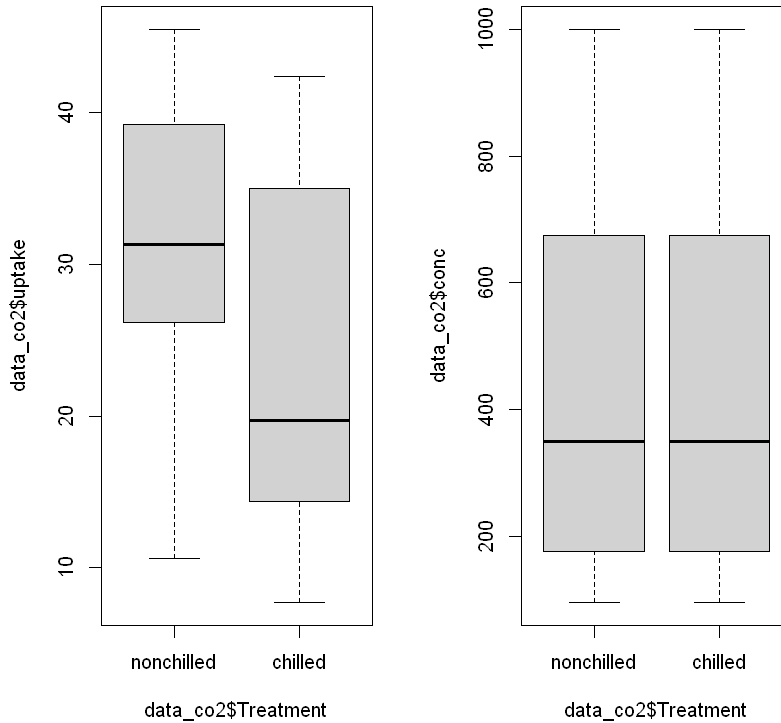 data_co2$uptake
40
30
20
10
nonchilled
chilled
data_co2$Treatment
data_co2$conc
1000
800
600
400
200
nonchilled
chilled
data_co2$Treatment